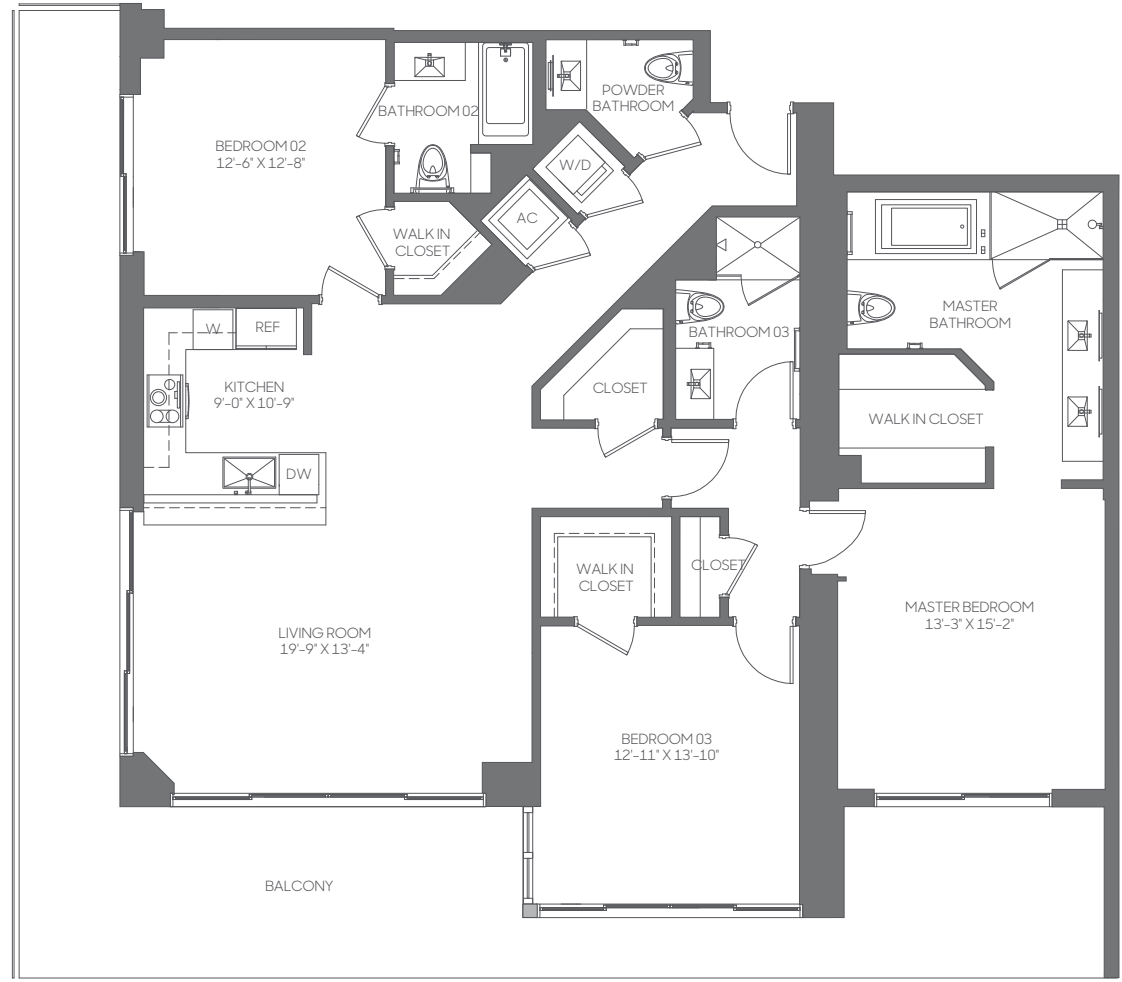 POWDER
BATHROOM
BATHROOM 02
BEDROOM 02
12'-6" X 12'-8"
W/D
AC
WALK IN
CLOSET
MASTER
BATHROOM
W
REF
BATHROOM 03
KITCHEN
9'-0" X 10'-9"
CLOSET
WALK IN CLOSET
DW
WALK IN
CLOSET
CLOSET
MASTER BEDROOM
13'-3" X 15'-2"
LIVING ROOM
19'-9" X 13'-4"
BEDROOM 03
12'-11" X 13'-10"
BALCONY